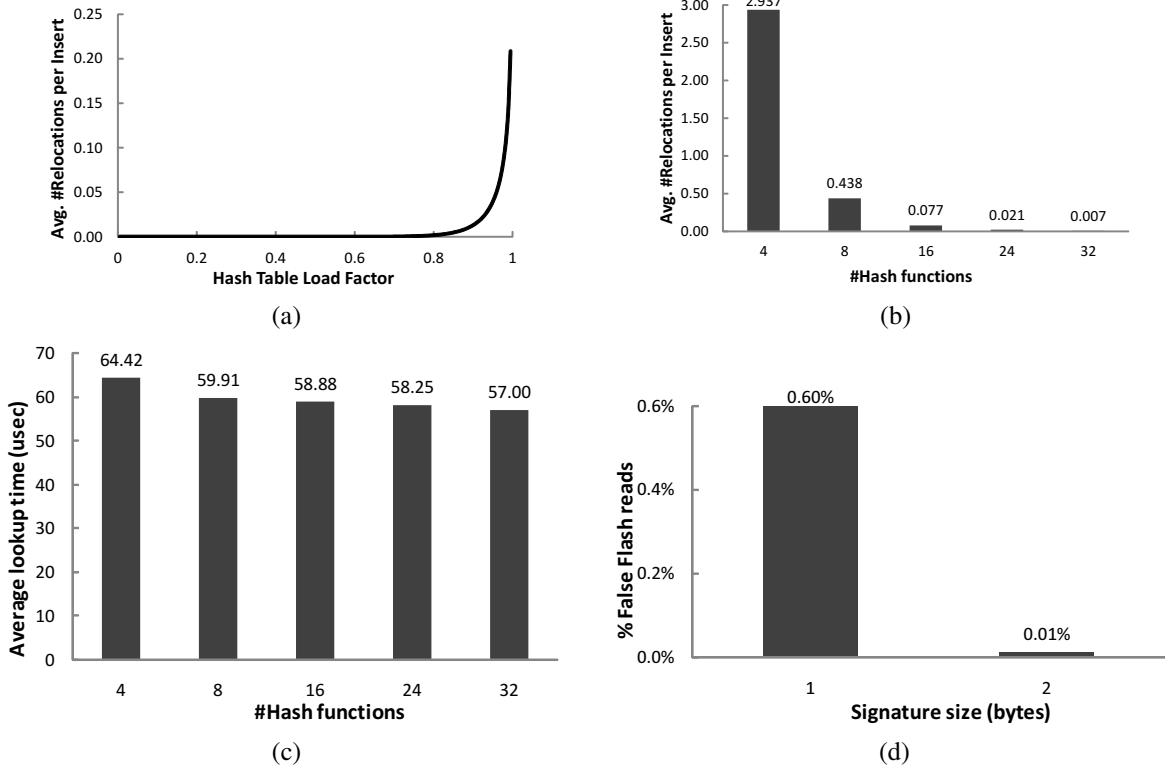 0.25
0.20
0.15
0.10
0.05
0.00
Avg. #Relocations per Insert
0 0.2 0.4 0.6 0.8 1
Hash Table Load Factor
(a)
3.00
2.50
2.00
1.50
1.00
0.50
0.00
Avg. #Relocations per Insert
2.937
0.438
0.077
0.021
0.007
4 8 16 24 32
#Hash functions
(b)
70
60
50
40
30
20
10
0
Average lookup time (usec)
64.42
59.91
58.88
58.25
57.00
4 8 16 24 32
#Hash functions
(c)
0.6%
0.4%
0.2%
0.0%
% False Flash reads
0.60%
0.01%
1 2
Signature size (bytes)
(d)